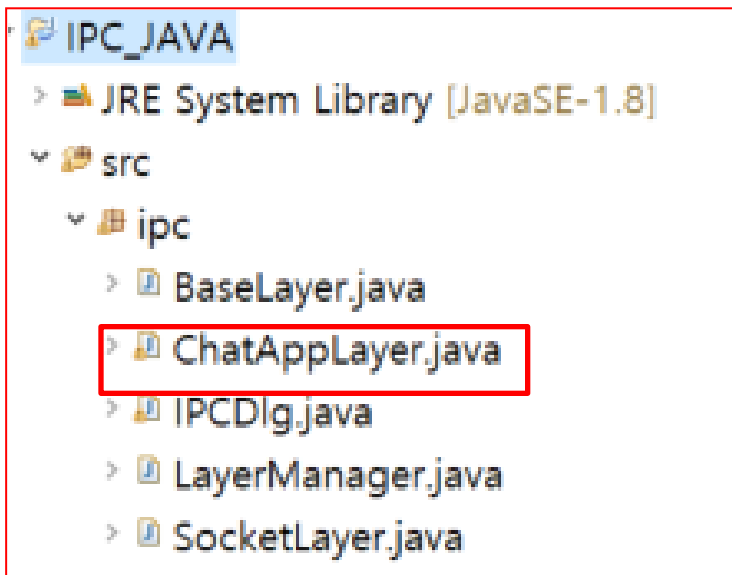 IPC_JAVA
JRE System Library [JavaSE-1.8]
src
ipc
BaseLayer.java
ChatAppLayer.java
IPCDlg.java
LayerManager.java
SocketLayer.java